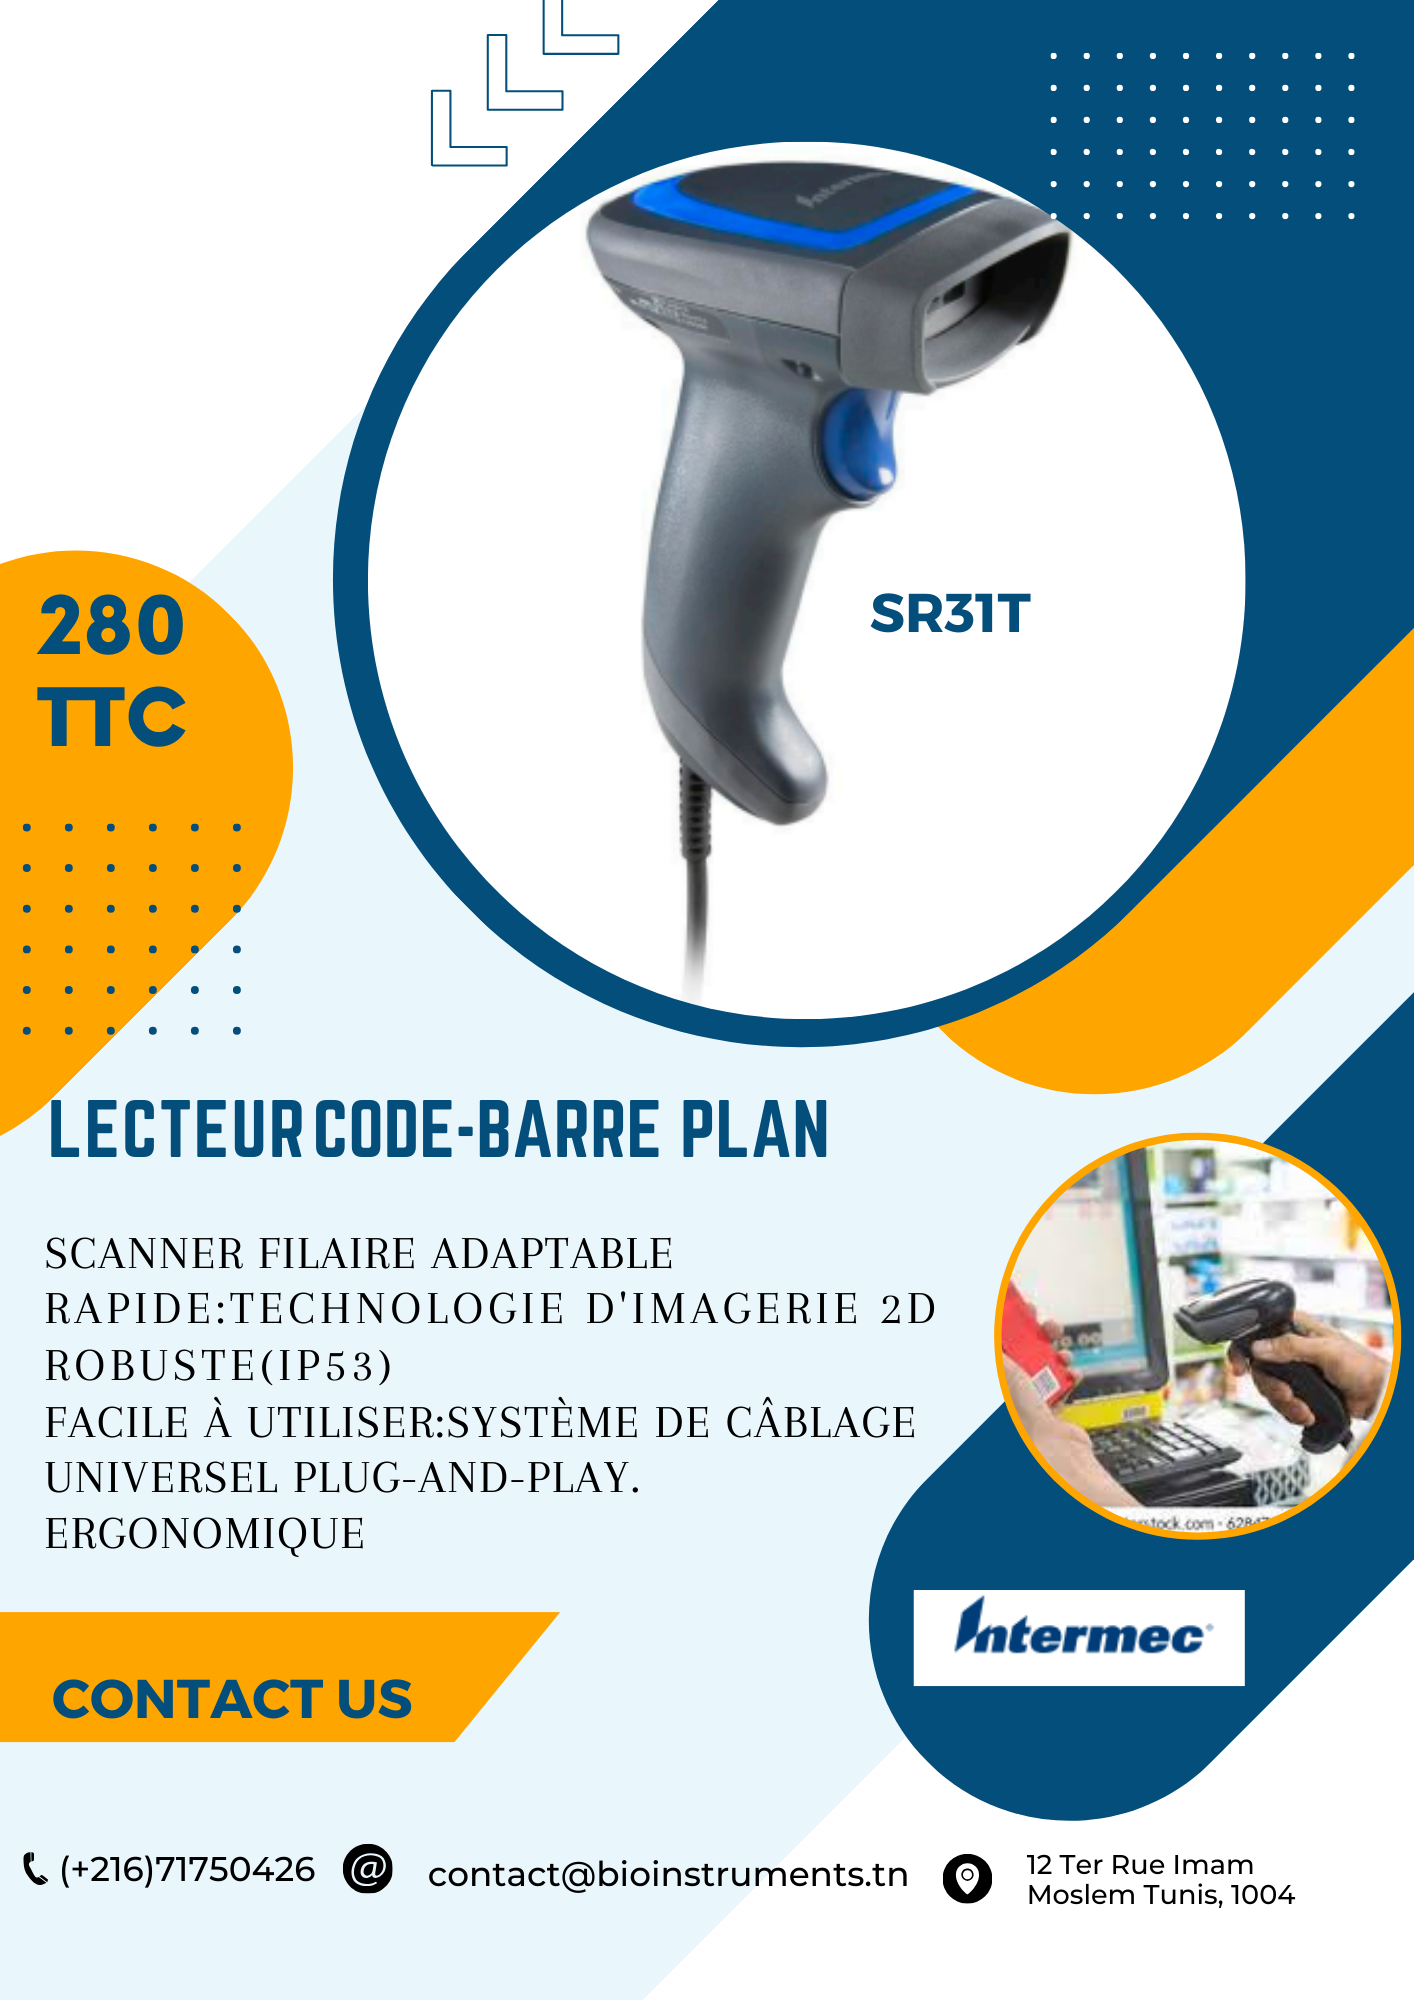 Intermec
280
TTC
SR31T
LECTEUR CODE-BARRE PLAN
SCANNER FILAIRE ADAPTABLE
RAPIDE:TECHNOLOGIE D'IMAGERIE 2D
ROBUSTE(IP53)
FACILE À UTILISER:SYSTÈME DE CÂBLAGE
UNIVERSEL PLUG-AND-PLAY.
ERGONOMIQUE
Intermec
CONTACT US
(+216)71750426
contact@bioinstruments.tn
12 Ter Rue Imam
Moslem Tunis, 1004